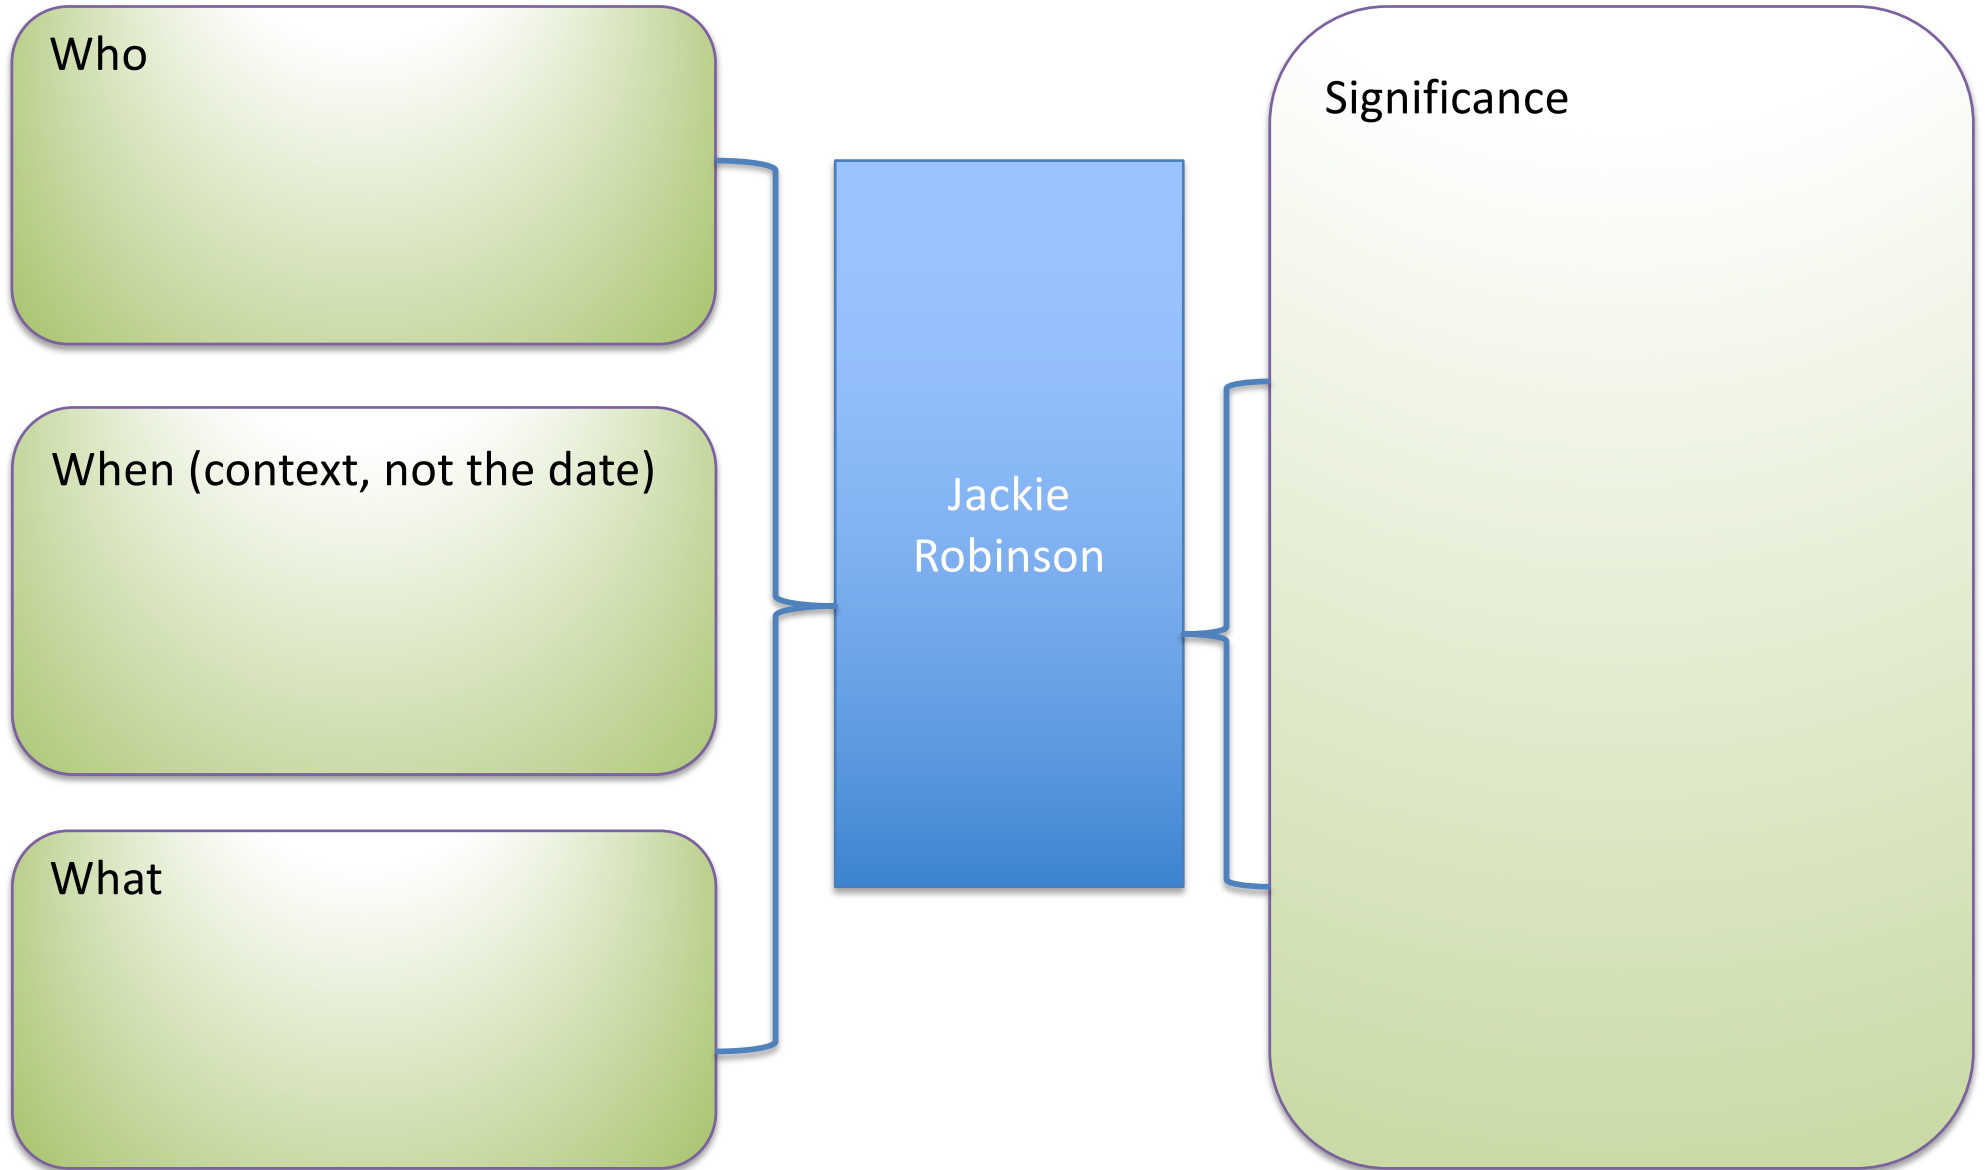 Who
When (context, not the date)
What
Jackie
Robinson
Significance